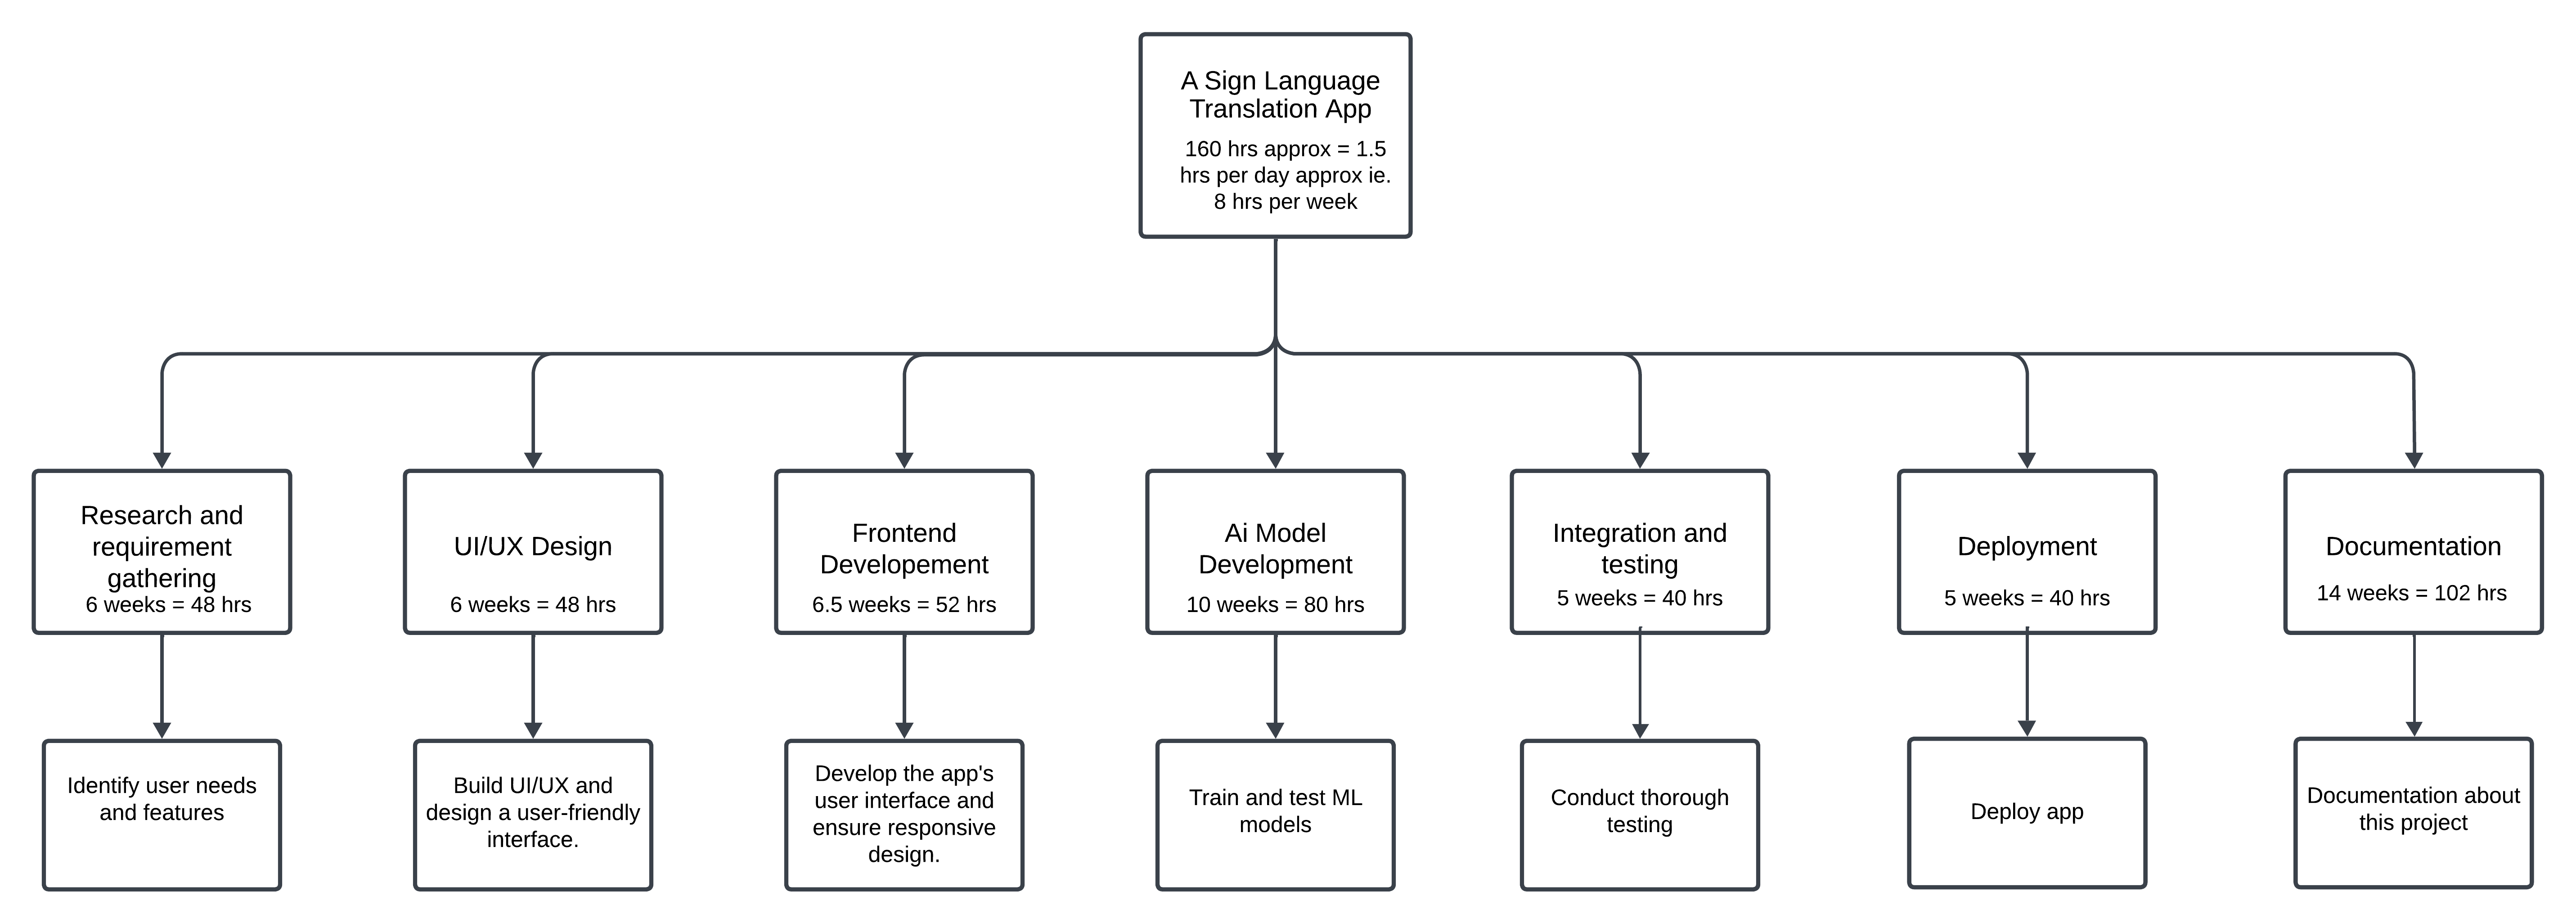 A Sign Language
Translation App
160 hrs approx = 1.5
hrs per day approx ie.
8 hrs per week
Research and
requirement
gathering
6 weeks = 48 hrs
UI/UX Design
6 weeks = 48 hrs
Frontend
Developement
6.5 weeks = 52 hrs
Ai Model
Development
10 weeks = 80 hrs
Integration and
testing
5 weeks = 40 hrs
Deployment
5 weeks = 40 hrs
Documentation
14 weeks = 102 hrs
Identify user needs
and features
Build UI/UX and
design a user-friendly
interface.
Develop the app's
user interface and
ensure responsive
design.
Train and test ML
models
Conduct thorough
testing
Deploy app
Documentation about
this project